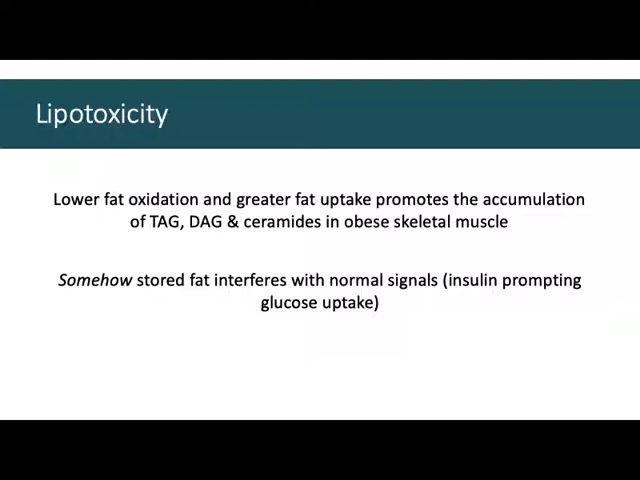 Lipotoxicity
Lower fat oxidation and greater fat uptake promotes the accumulation
of TAG, DAG & ceramides in obese skeletal muscle
Somehow stored fat interferes with normal signals (insulin prompting
glucose uptake)